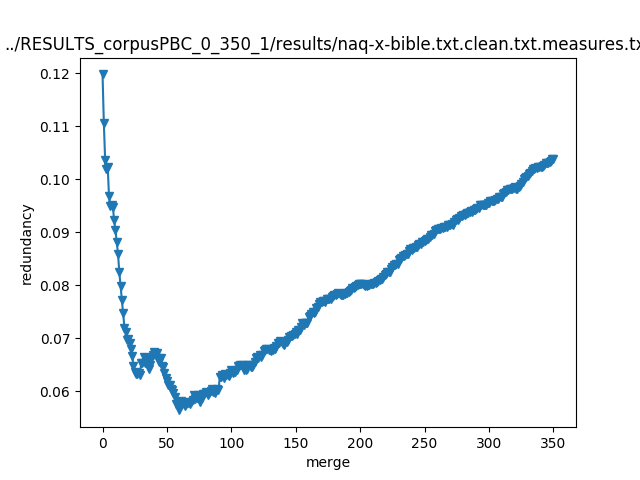 ../RESULTS_corpusPBC_0_350_1/results/naq-x-bible.txt.clean.txt.measures.tx
0.12
0.11
0.10
0.09
0.08
0.07
0.06
redundancy
0 50 100 150 200 250 300 350
merge